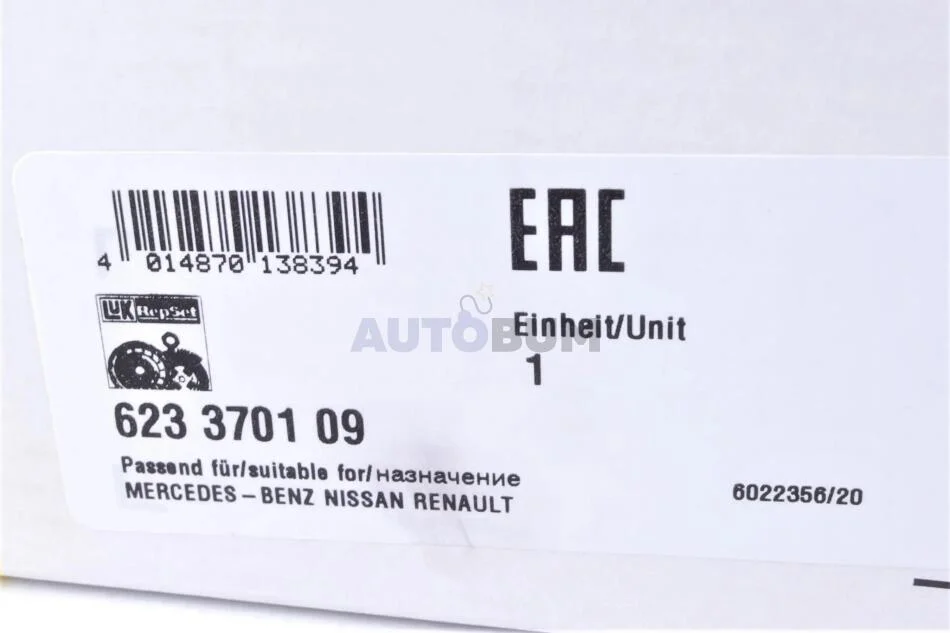 4 014870 138394
EAC
LUK RepSet
AUTOBUM
Einheit/Unit
1
623 3701 09
Passend für/suitable for/назначение
MERCEDES-BENZ NISSAN RENAULT
6022356/20